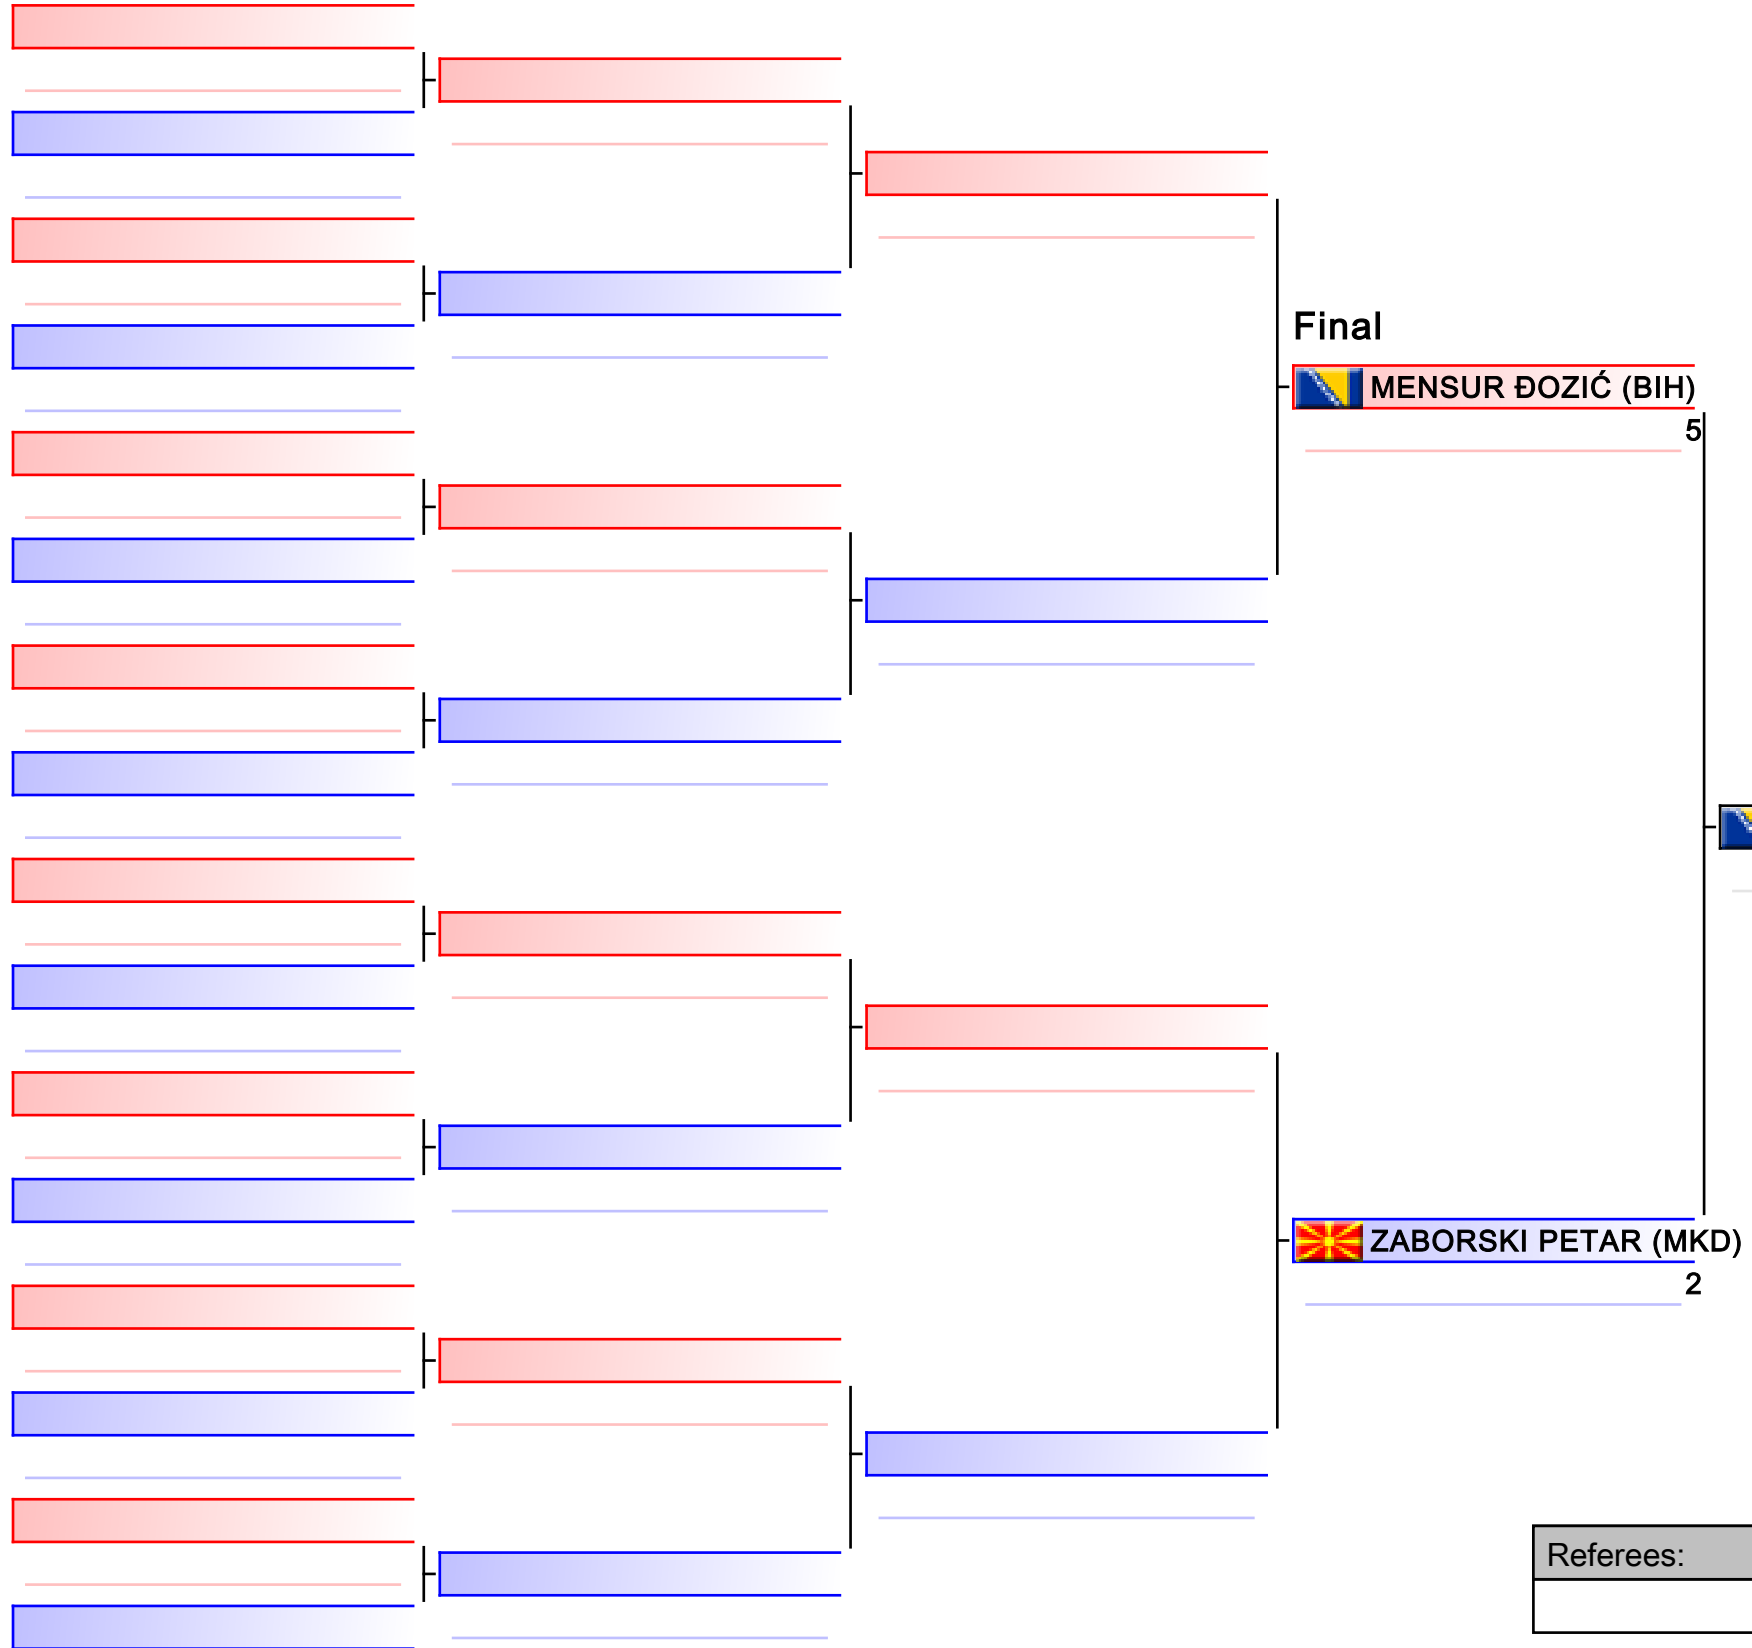 Final
MENSUR ĐOZIĆ (BIH)
5
ZABORSKI PETAR (MKD)
2
Referees: